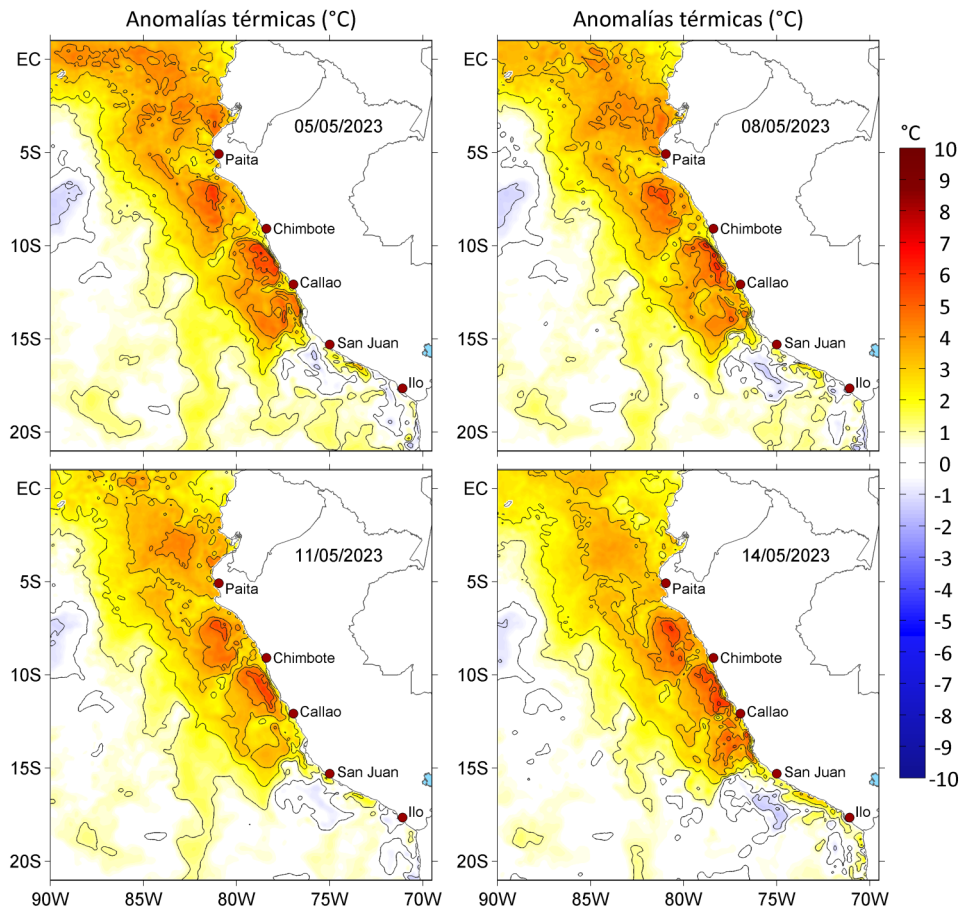 Anomalías térmicas (°C)
Anomalías térmicas (°C)
EC
5S
10S
15S
20S
05/05/2023
Paita
Chimbote
Callao
San Juan
Ilo
EC
5S
10S
15S
20S
08/05/2023
Paita
Chimbote
Callao
San Juan
Ilo
°C
10
9
8
7
6
5
4
3
2
1
0
-1
-2
-3
-4
-5
-6
-7
-8
-9
-10
EC
5S
10S
15S
20S
11/05/2023
Paita
Chimbote
Callao
San Juan
Ilo
90W 85W 80W 75W 70W
EC
5S
10S
15S
20S
14/05/2023
Paita
Chimbote
Callao
San Juan
Ilo
90W 85W 80W 75W 70W